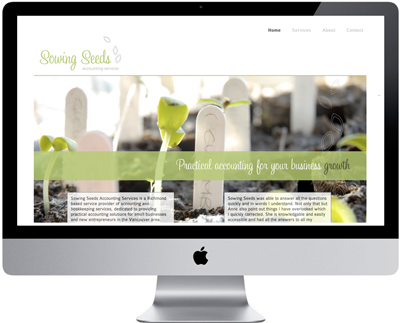 Home Services About Contact
Sowing Seeds
accounting services
Practical accounting for your business growth
Sowing Seeds Accounting Services is a Richmond
based service provider of accounting and
bookkeeping services, dedicated to providing
practical accounting solutions for small businesses
and new entrepreneurs in the Vancouver area.
Sowing Seeds was able to answer all the questions
quickly and in words I understand. Not only that but
Anne also point out things I have overlooked which
I quickly corrected. She is knowledgable and easily
accessible and had all the answers to all my